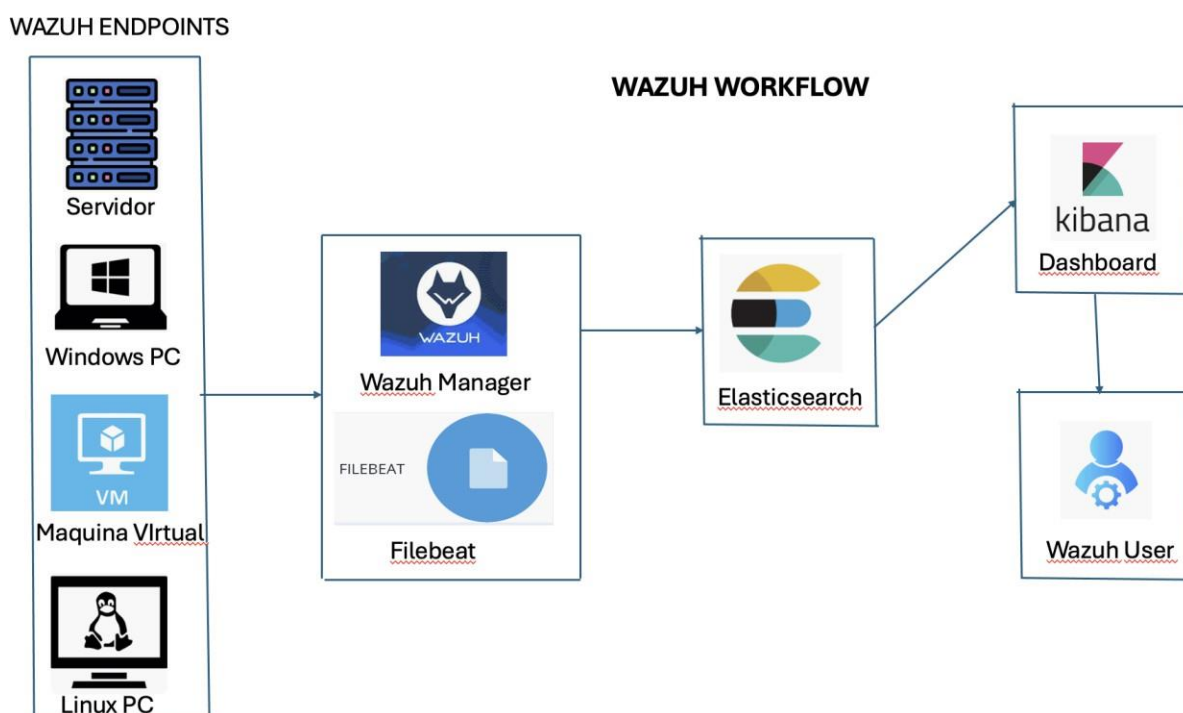 WAZUH ENDPOINTS
Servidor
Windows PC
VM
Maquina VIrtual
Linux PC
WAZUH WORKFLOW
WAZUH
Wazuh Manager
FILEBEAT
Filebeat
Elasticsearch
kibana
Dashboard
Wazuh User